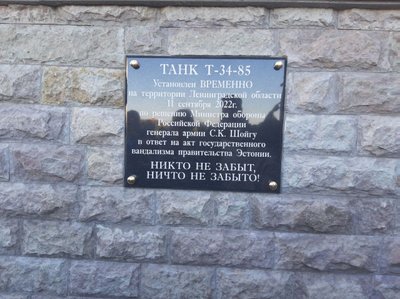 ТАНК Т-34-85
Установлен ВРЕМЕННО
на территории Ленинградской области
11 сентября 2022г.
по решению Министра обороны
Российской Федерации
генерала армии С.К. Шойгу
в ответ на акт государственного
вандализма правительства Эстонии.
НИКТО НЕ ЗАБЫТ,
НИЧТО НЕ ЗАБЫТО!